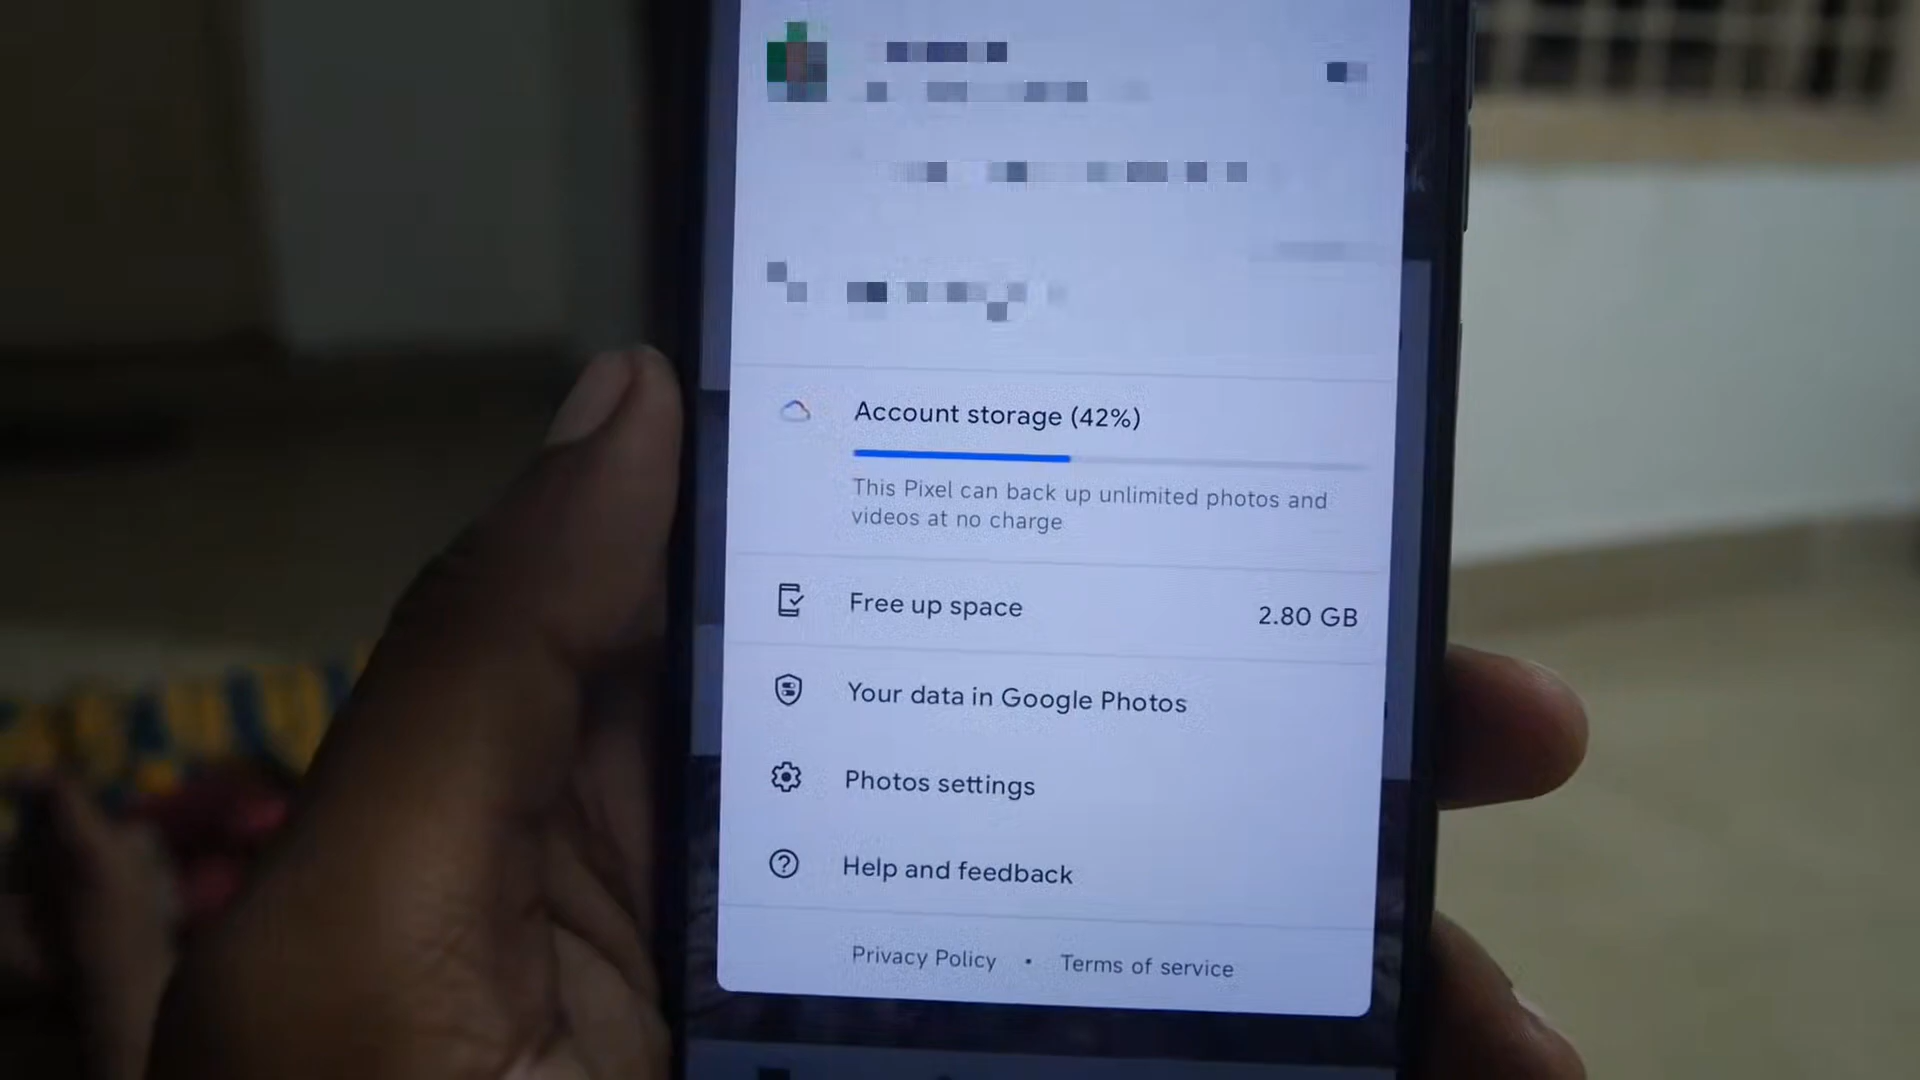 Account storage (42%)
This Pixel can back up unlimited photos and
videos at no charge
Free up space 2.80 GB
Your data in Google Photos
Photos settings
Help and feedback
Privacy Policy • Terms of service